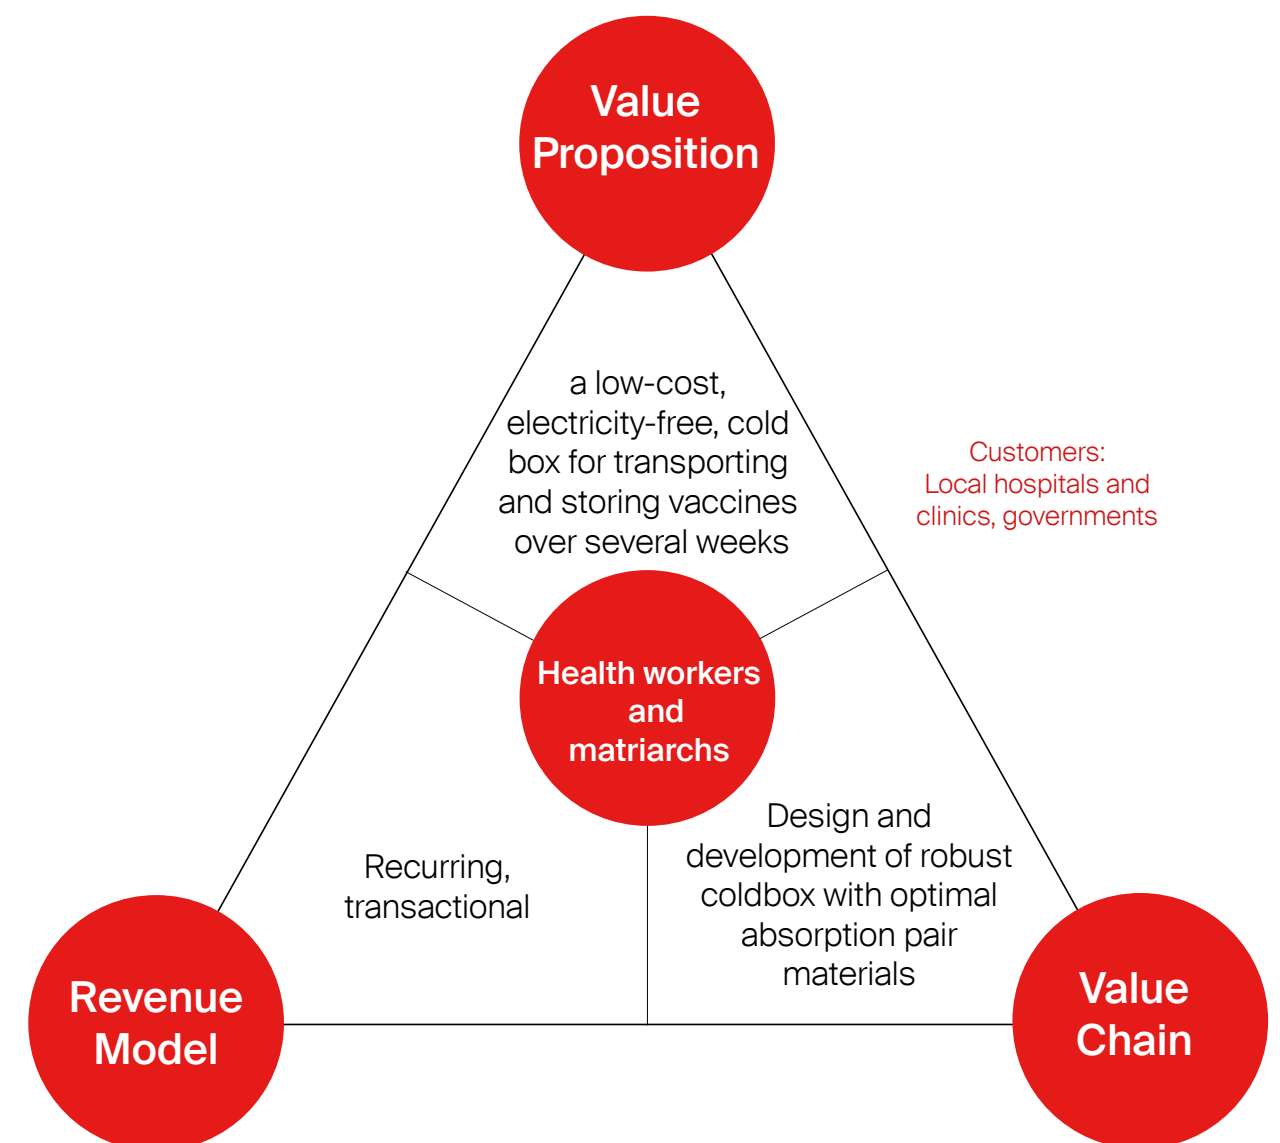 Value
Proposition
a low-cost,
electricity-free, cold
box for transporting
and storing vaccines
over several weeks
Customers:
Local hospitals and
clinics, governments
Health workers
and
matriarchs
Recurring,
transactional
Design and
development of robust
coldbox with optimal
absorption pair
materials
Revenue
Model
Value
Chain